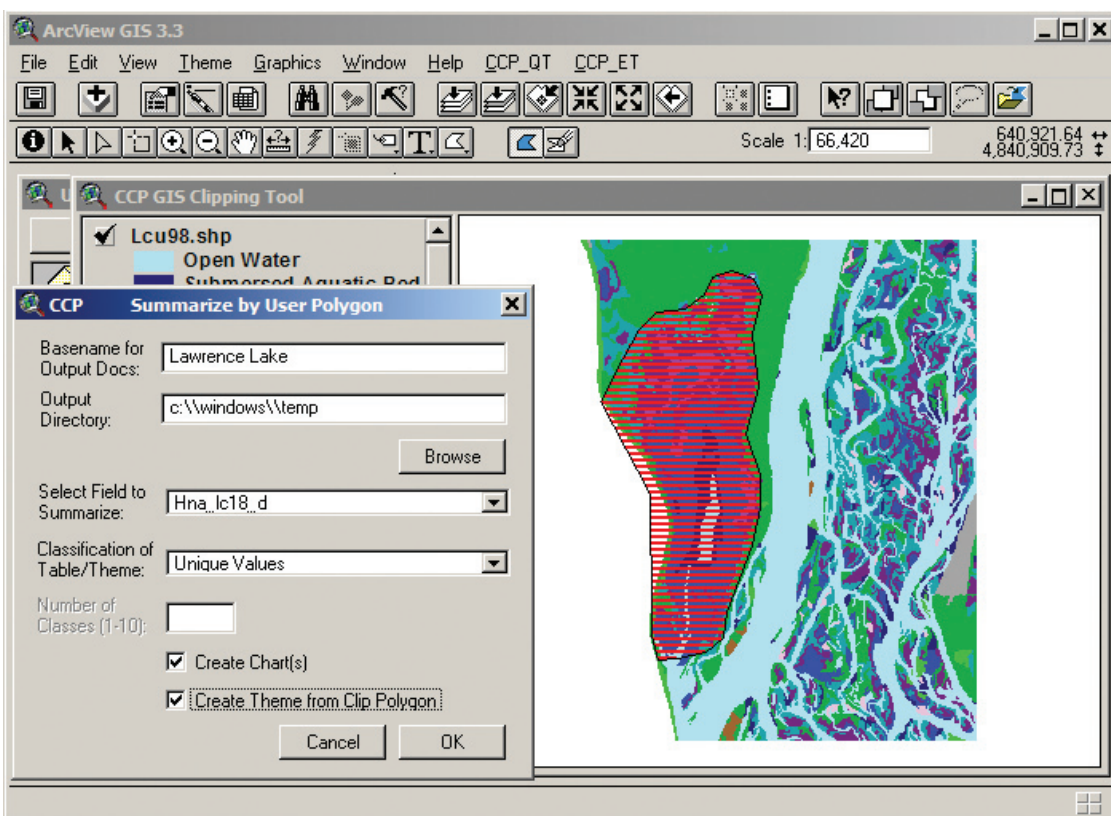 ArcView GIS 3.3
File Edit View Theme Graphics Window Help CCP_QT CCP_ET
Scale 1: 66,420
640,921.64
4,840,909.73
U
CCP GIS Clipping Tool
Lcu98.shp
Open Water
Submersed Aquatic Bed
CCP Summarize by User Polygon
Basename for
Output Docs:
Lawrence Lake
Output
Directory:
c:\\windows\\temp
Browse
Select Field to
Summarize:
Hna_lc18_d
Classification of
Table/Theme:
Unique Values
Number of
Classes (1-10):
Create Chart(s)
Create Theme from Clip Polygon
Cancel OK